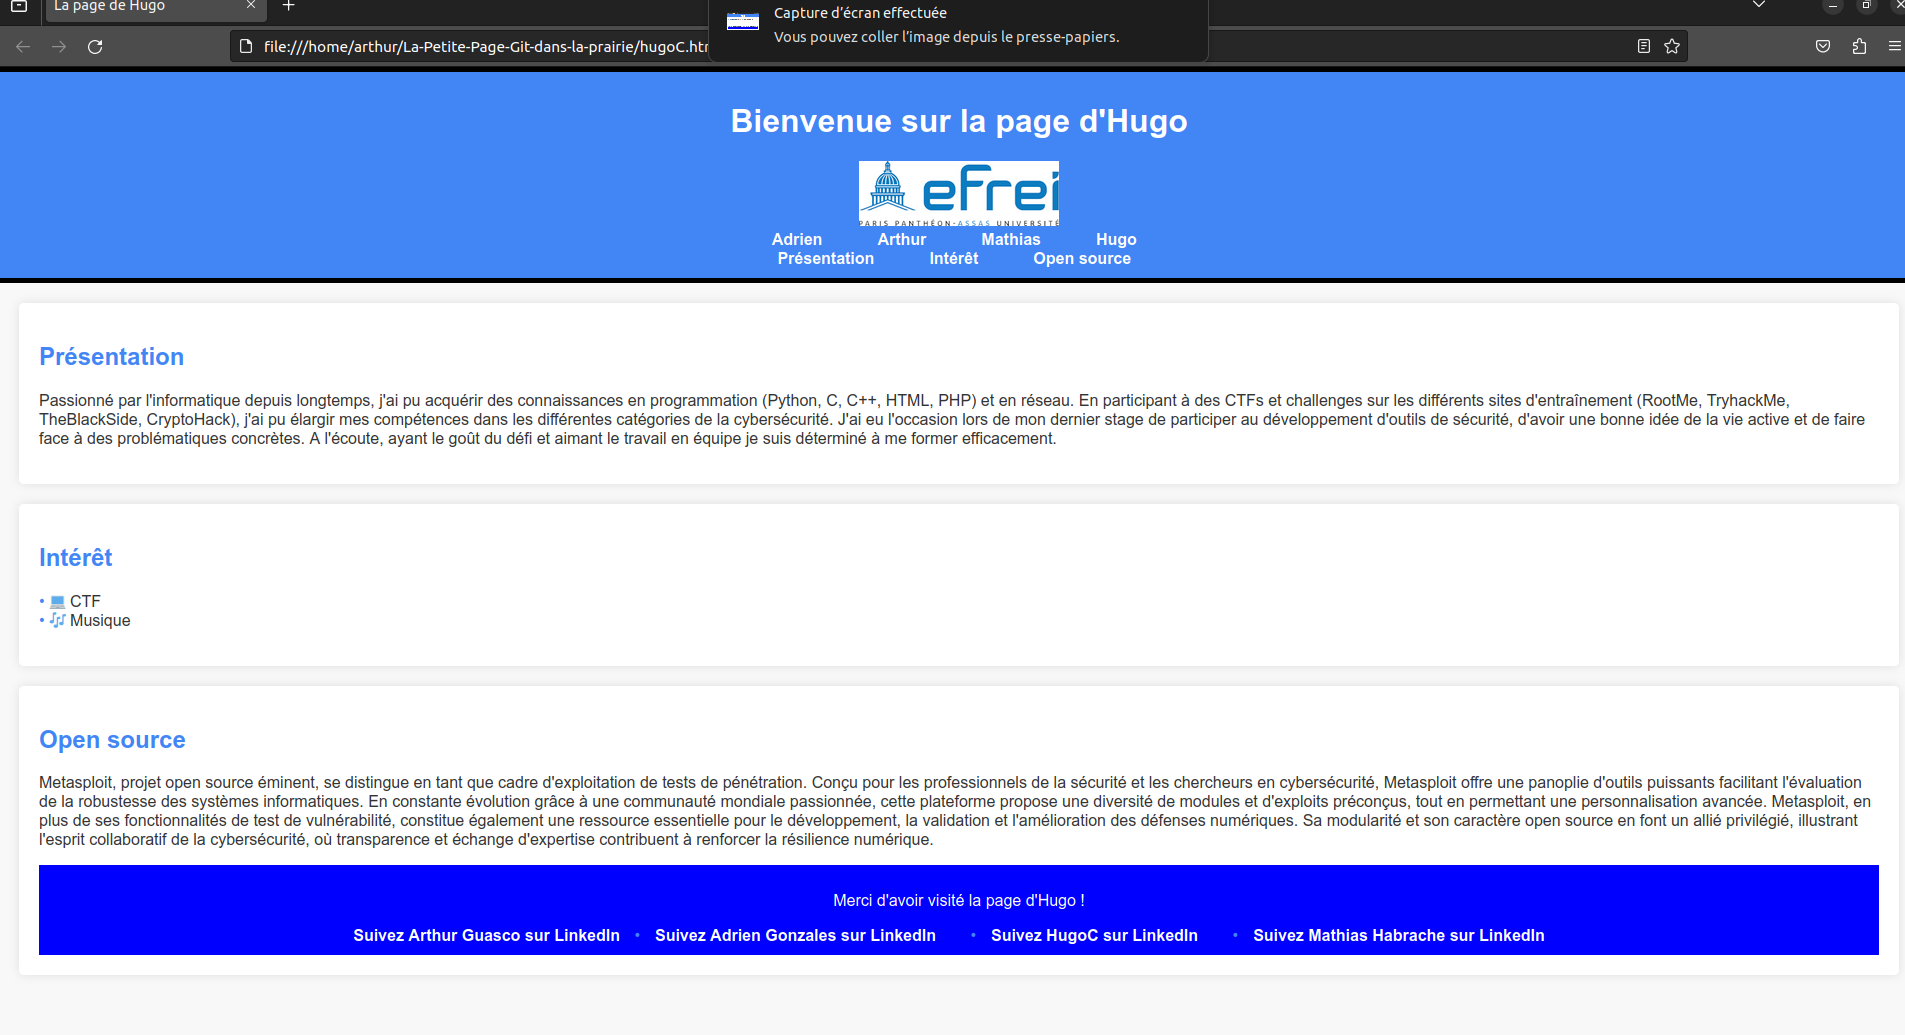 La page de Hugo
Capture d'écran effectuée
Vous pouvez coller l'image depuis le presse-papiers.
file:///home/arthur/La-Petite-Page-Git-dans-la-prairie/hugoC.htm
Bienvenue sur la page d'Hugo
efrei
PARIS PANTHÉON-ASSAS UNIVERSITÉ
Adrien Arthur Mathias Hugo
Présentation Intérêt Open source
Présentation
Passionné par l'informatique depuis longtemps, j'ai pu acquérir des connaissances en programmation (Python, C, C++, HTML, PHP) et en réseau. En participant à des CTFs et challenges sur les différents sites d'entraînement (RootMe, TryhackMe,
TheBlackSide, CryptoHack), j'ai pu élargir mes compétences dans les différentes catégories de la cybersécurité. J'ai eu l'occasion lors de mon dernier stage de participer au développement d'outils de sécurité, d'avoir une bonne idée de la vie active et de faire
face à des problématiques concrètes. A l'écoute, ayant le goût du défi et aimant le travail en équipe je suis déterminé à me former efficacement.
Intérêt
• 💻 CTF
• 🎶 Musique
Open source
Metasploit, projet open source éminent, se distingue en tant que cadre d'exploitation de tests de pénétration. Conçu pour les professionnels de la sécurité et les chercheurs en cybersécurité, Metasploit offre une panoplie d'outils puissants facilitant l'évaluation
de la robustesse des systèmes informatiques. En constante évolution grâce à une communauté mondiale passionnée, cette plateforme propose une diversité de modules et d'exploits préconçus, tout en permettant une personnalisation avancée. Metasploit, en
plus de ses fonctionnalités de test de vulnérabilité, constitue également une ressource essentielle pour le développement, la validation et l'amélioration des défenses numériques. Sa modularité et son caractère open source en font un allié privilégié, illustrant
l'esprit collaboratif de la cybersécurité, où transparence et échange d'expertise contribuent à renforcer la résilience numérique.
Merci d'avoir visité la page d'Hugo !
Suivez Arthur Guasco sur LinkedIn • Suivez Adrien Gonzales sur LinkedIn • Suivez HugoC sur LinkedIn • Suivez Mathias Habrache sur LinkedIn